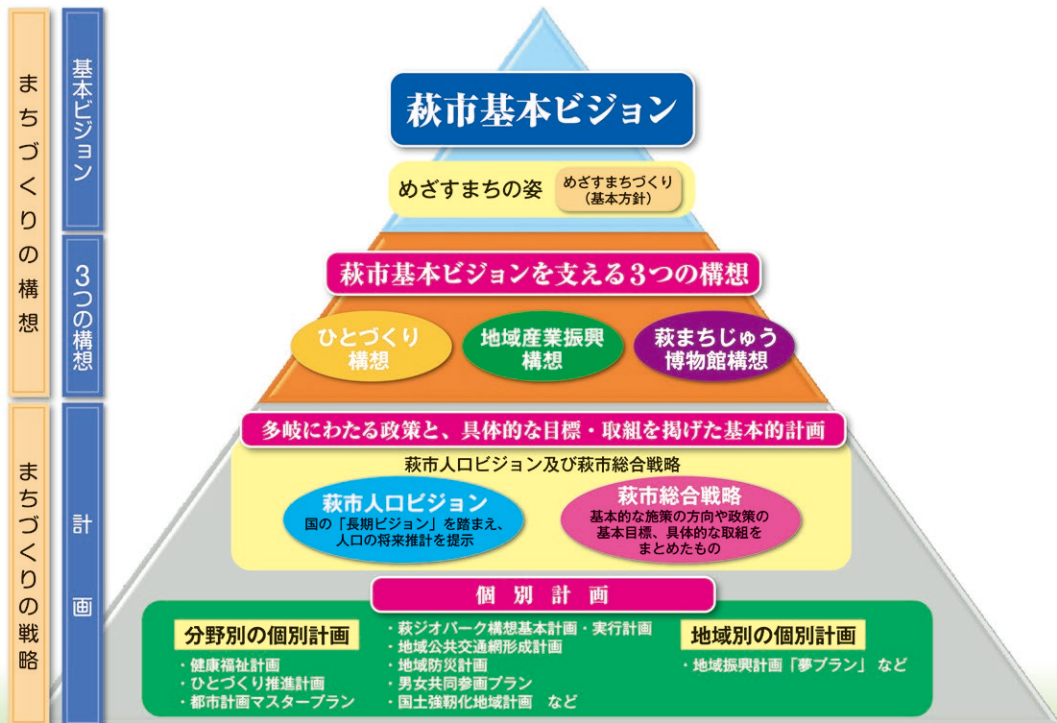 まちづくりの構想
まちづくりの戦略
基本ビジョン
3つの構想
計画
萩市基本ビジョン
めざすまちの姿
めざすまちづくり
(基本方針)
萩市基本ビジョンを支える3つの構想
ひとづくり
構想
地域産業振興
構想
萩まちじゅう
博物館構想
多岐にわたる政策と、具体的な目標・取組を掲げた基本的計画
萩市人口ビジョン及び萩市総合戦略
萩市人口ビジョン
国の「長期ビジョン」を踏まえ、
人口の将来推計を提示
萩市総合戦略
基本的な施策の方向や政策の
基本目標、具体的な取組を
まとめたもの
個別計画
分野別の個別計画
・健康福祉計画
・ひとづくり推進計画
・都市計画マスタープラン
・萩ジオパーク構想基本計画・実行計画
・地域公共交通網形成計画
・地域防災計画
・男女共同参画プラン
・国土強靭化地域計画 など
地域別の個別計画
・地域振興計画「夢プラン」 など